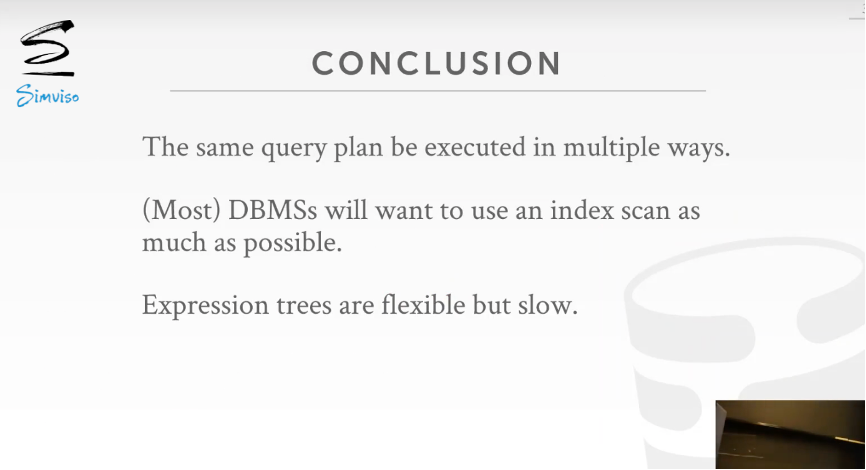 Simviso
CONCLUSION
The same query plan be executed in multiple ways.
(Most) DBMSs will want to use an index scan as
much as possible.
Expression trees are flexible but slow.